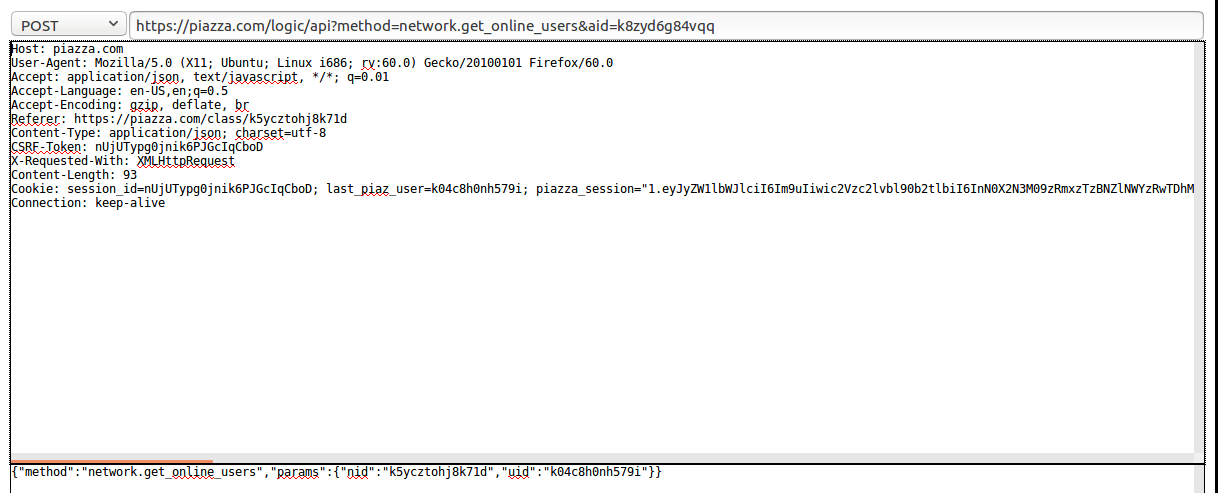 POST https://piazza.com/logic/api?method=network.get_online_users&aid=k8zyd6g84vqq
Host: piazza.com
User-Agent: Mozilla/5.0 (X11; Ubuntu; Linux i686; rv:60.0) Gecko/20100101 Firefox/60.0
Accept: application/json, text/javascript, */*; q=0.01
Accept-Language: en-US,en;q=0.5
Accept-Encoding: gzip, deflate, br
Referer: https://piazza.com/class/k5ycztohj8k71d
Content-Type: application/json; charset=utf-8
CSRF-Token: nUjUTypg0jnik6PJGcIqCboD
X-Requested-With: XMLHttpRequest
Content-Length: 93
Cookie: session_id=nUjUTypg0jnik6PJGcIqCboD; last_piaz_user=k04c8h0nh579i; piazza_session="1.eyJyZW1lbWJlciI6Im9uIiwic2Vzc2lvbl90b2tlbiI6InN0X2N3M09zRmxzTzBNZlNWYzRwTDhM
Connection: keep-alive
{"method":"network.get_online_users","params":{"nid":"k5ycztohj8k71d","uid":"k04c8h0nh579i"}}